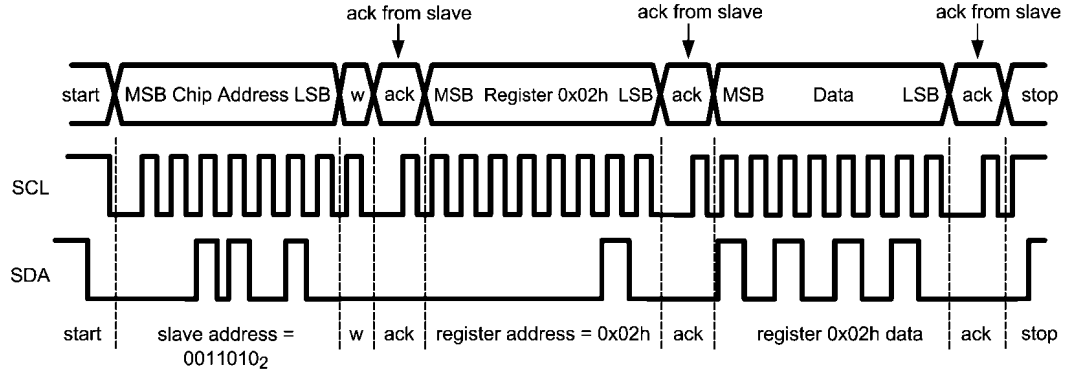 ack from slave ack from slave ack from slave
start MSB Chip Address LSB w ack MSB Register 0x02h LSB ack MSB Data LSB ack stop
SCL
SDA
start slave address = w ack register address = 0x02h ack register 0x02h data ack stop
0011010₂